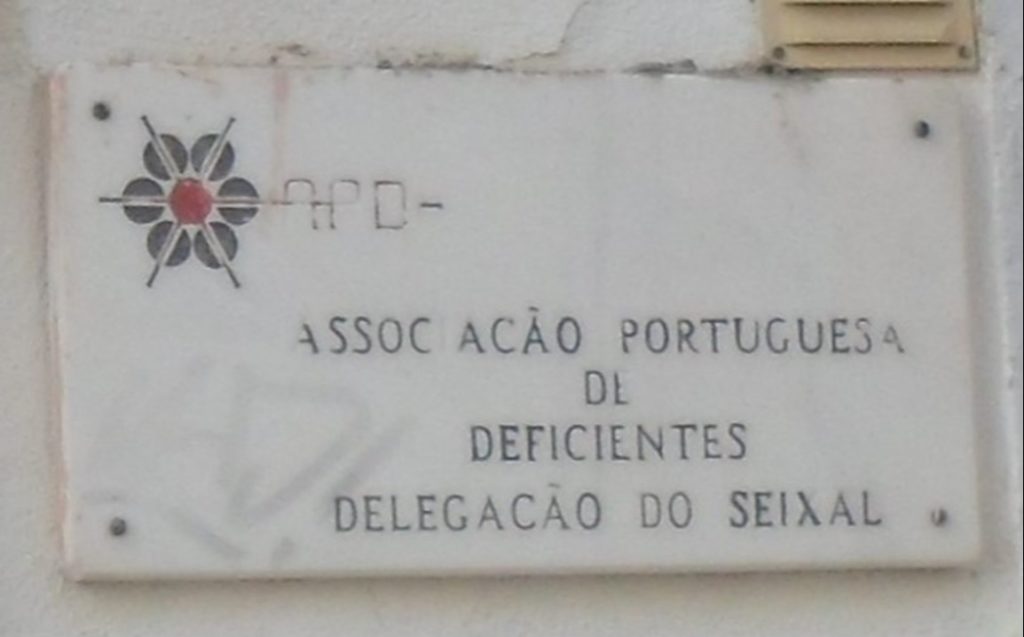 APD-
ASSOCIACÃO PORTUGUESA
DE
DEFICIENTES
DELEGACÃO DO SEIXAL